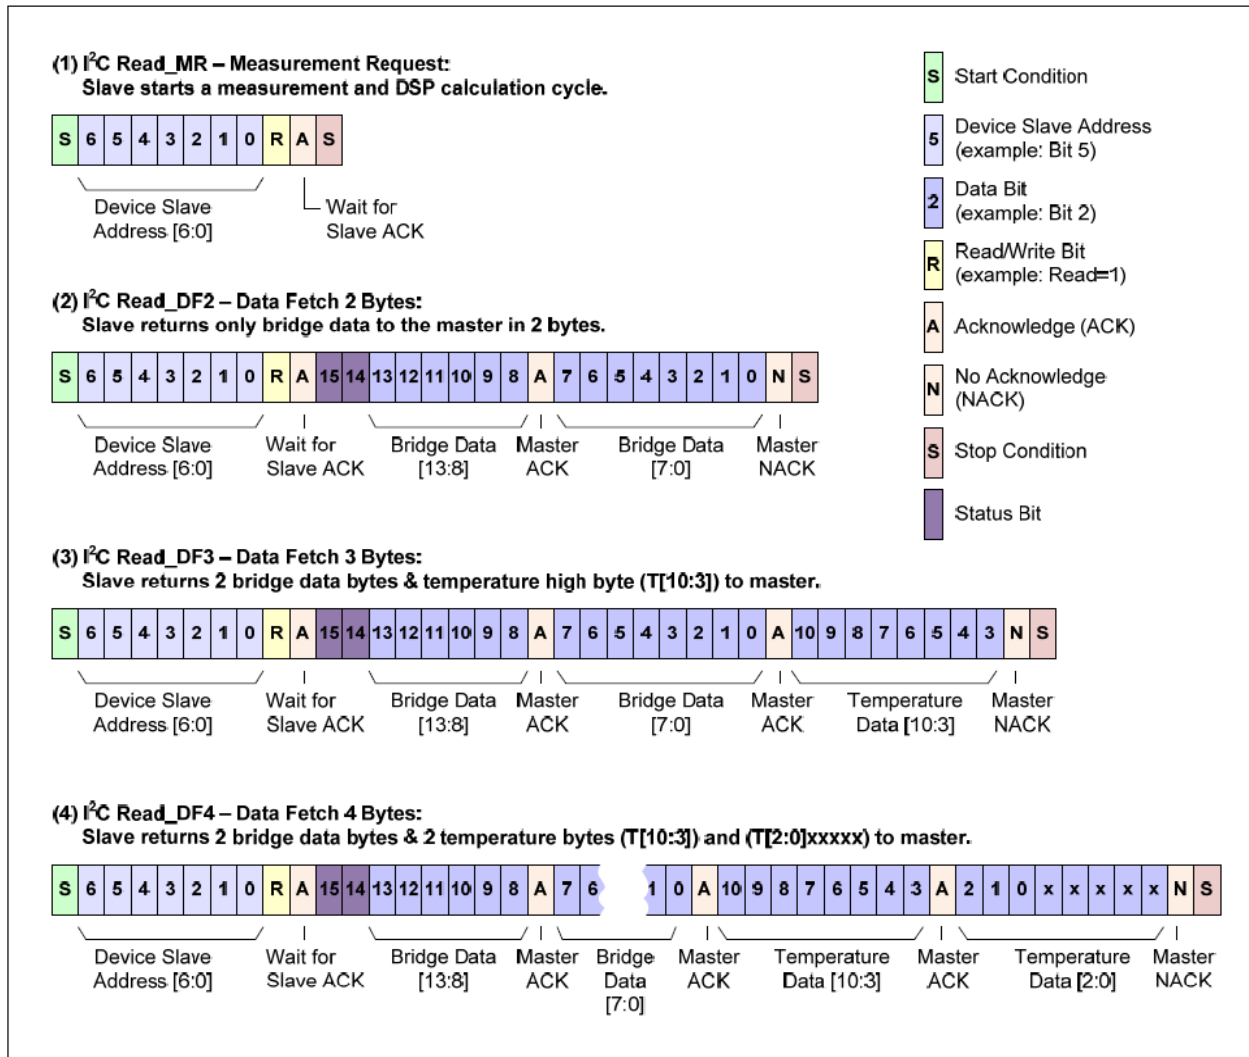 (1) I²C Read_MR – Measurement Request:
Slave starts a measurement and DSP calculation cycle.
S 6 5 4 3 2 1 0 R A S
Device Slave
Address [6:0]
Wait for
Slave ACK
(2) I²C Read_DF2 – Data Fetch 2 Bytes:
Slave returns only bridge data to the master in 2 bytes.
S 6 5 4 3 2 1 0 R A 15 14 13 12 11 10 9 8 A 7 6 5 4 3 2 1 0 N S
Device Slave
Address [6:0]
Wait for
Slave ACK
Bridge Data
[13:8]
Master
ACK
Bridge Data
[7:0]
Master
NACK
(3) I²C Read_DF3 – Data Fetch 3 Bytes:
Slave returns 2 bridge data bytes & temperature high byte (T[10:3]) to master.
S 6 5 4 3 2 1 0 R A 15 14 13 12 11 10 9 8 A 7 6 5 4 3 2 1 0 A 10 9 8 7 6 5 4 3 N S
Device Slave
Address [6:0]
Wait for
Slave ACK
Bridge Data
[13:8]
Master
ACK
Bridge Data
[7:0]
Master
ACK
Temperature
Data [10:3]
Master
NACK
(4) I²C Read_DF4 – Data Fetch 4 Bytes:
Slave returns 2 bridge data bytes & 2 temperature bytes (T[10:3]) and (T[2:0]xxxxx) to master.
S 6 5 4 3 2 1 0 R A 15 14 13 12 11 10 9 8 A 7 6 1 0 A 10 9 8 7 6 5 4 3 A 2 1 0 x x x x x N S
Device Slave
Address [6:0]
Wait for
Slave ACK
Bridge Data
[13:8]
Master
ACK
Bridge
Data
[7:0]
Master
ACK
Temperature
Data [10:3]
Master
ACK
Temperature
Data [2:0]
Master
NACK
S Start Condition
5 Device Slave Address
(example: Bit 5)
2 Data Bit
(example: Bit 2)
R Read/Write Bit
(example: Read=1)
A Acknowledge (ACK)
N No Acknowledge
(NACK)
S Stop Condition
Status Bit